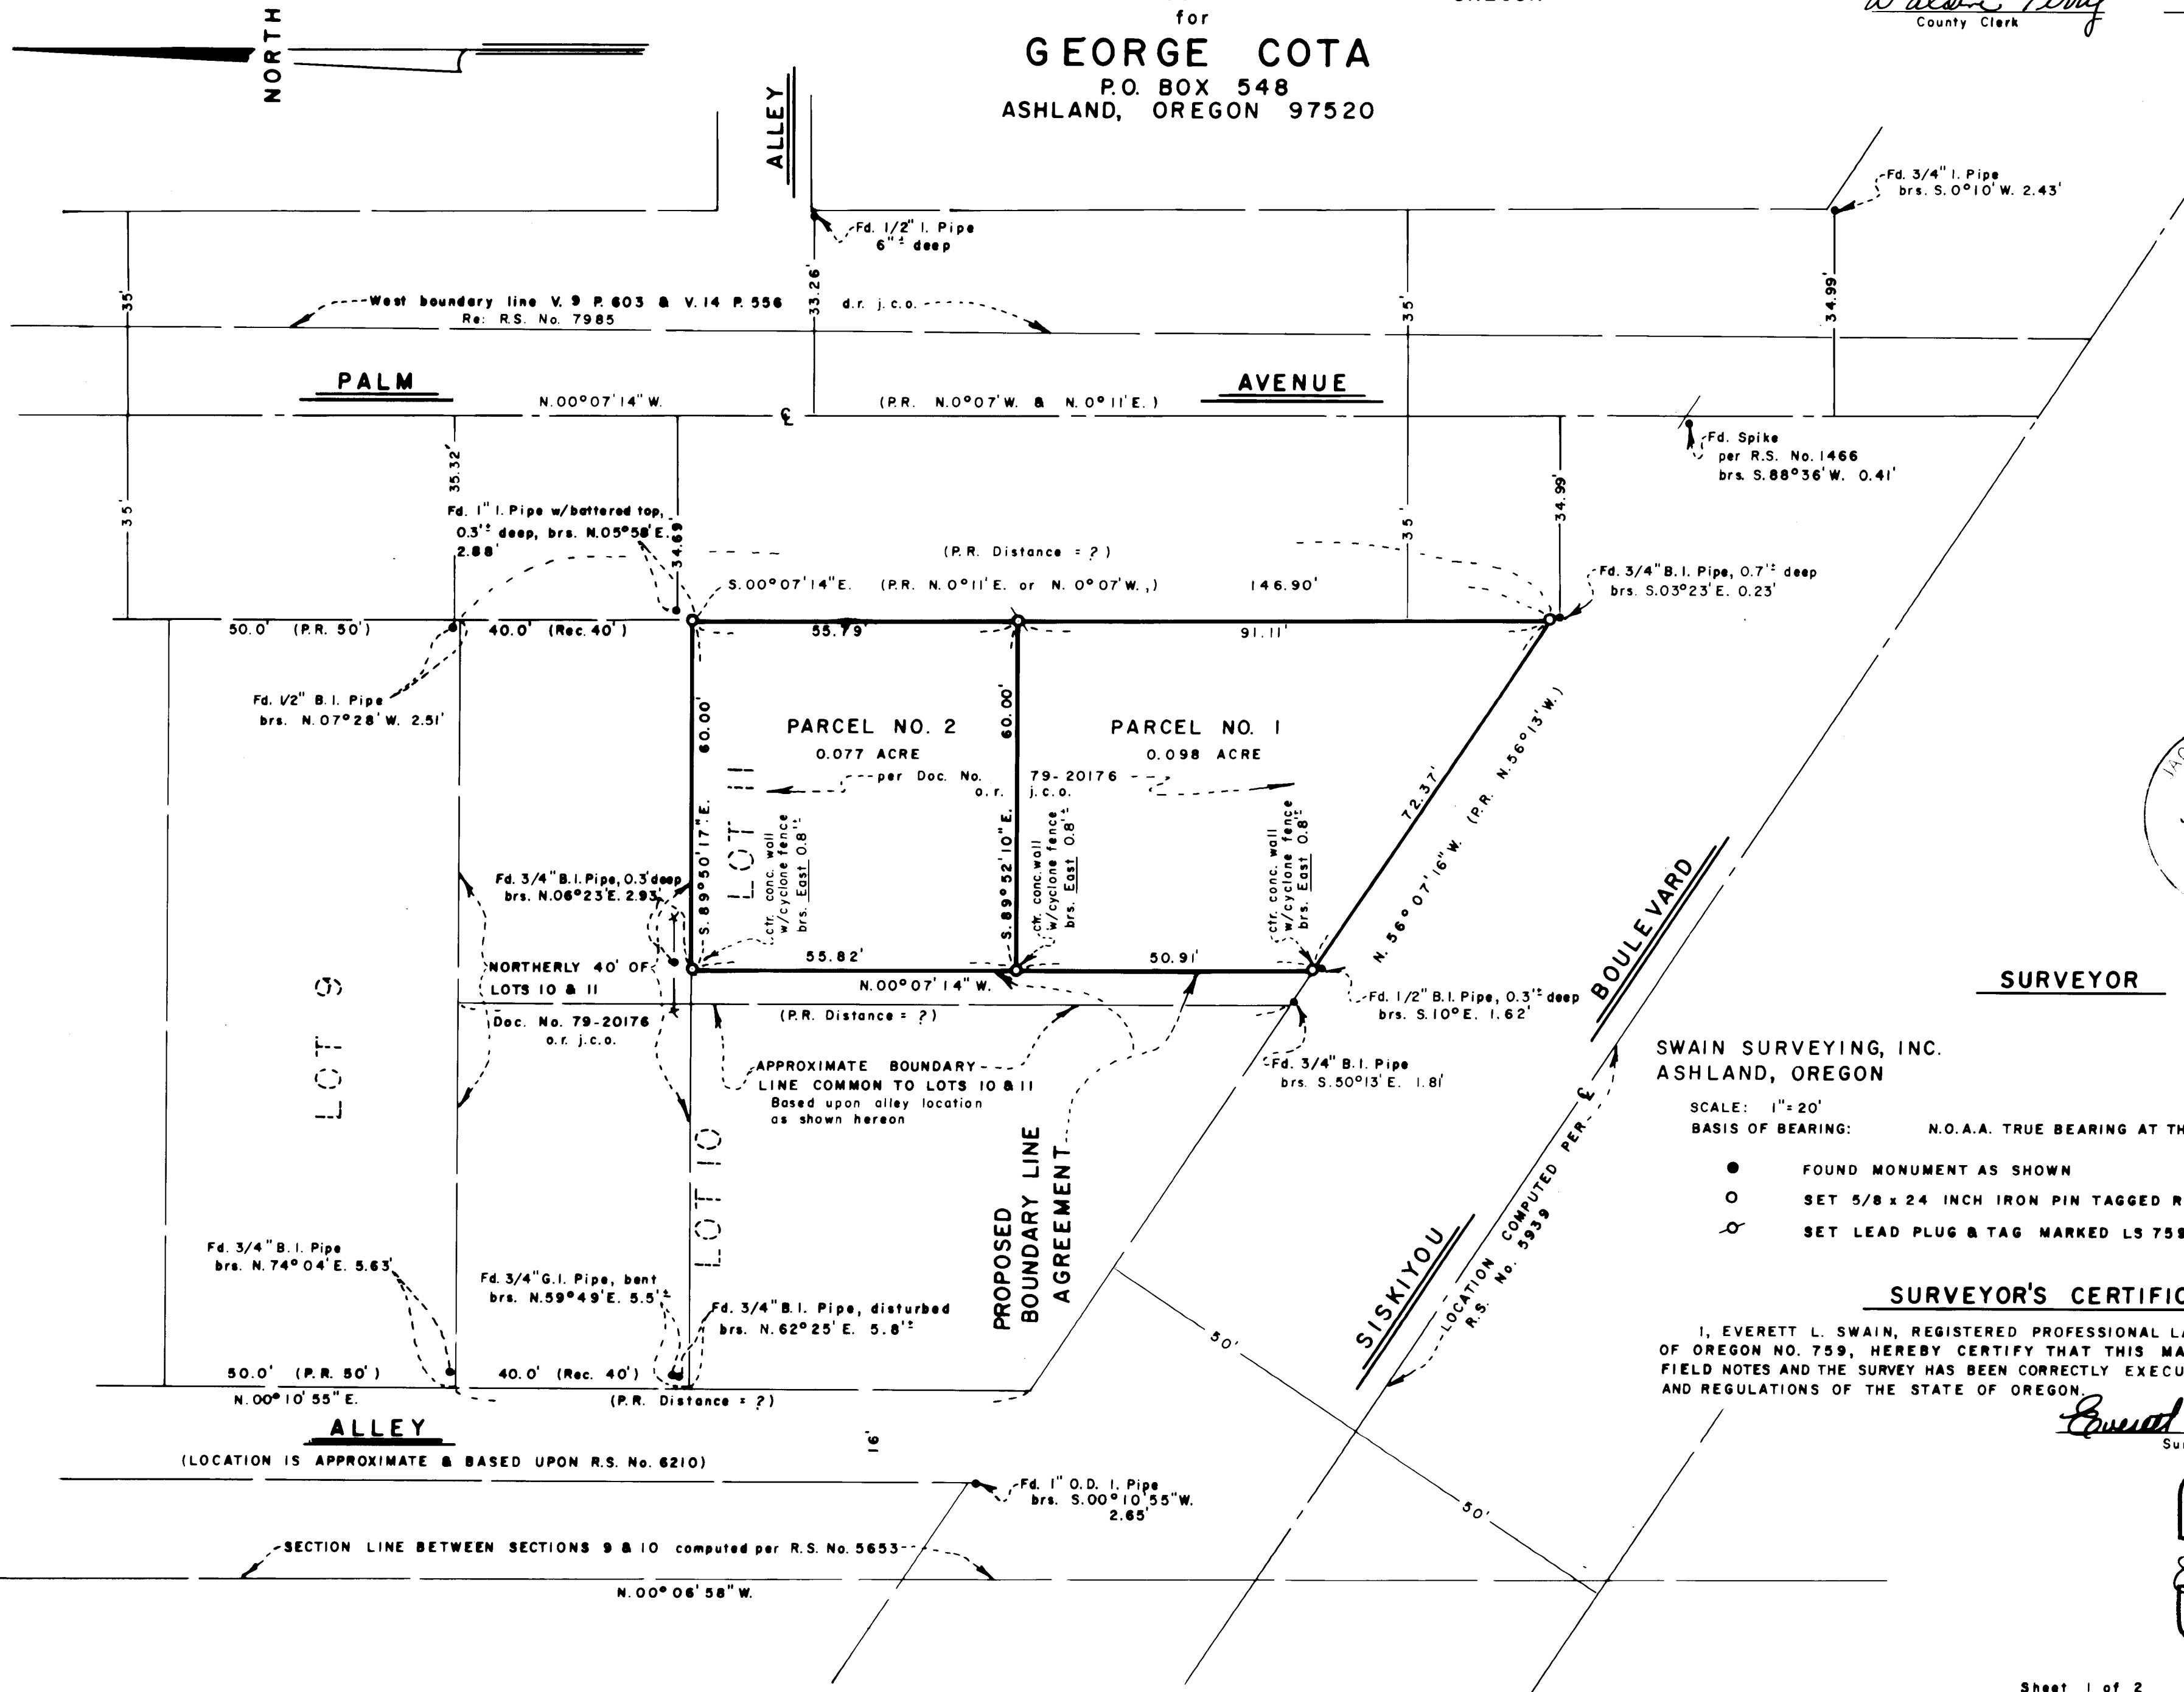 NORTH
for
GEORGE COTA
P.O. BOX 548
ASHLAND, OREGON 97520
County Clerk
ALLEY
Fd. 1/2" I. Pipe
6"± deep
Fd. 3/4" I. Pipe
brs. S.0°10' W. 2.43'
35'
33.26'
35'
34.99'
West boundary line V. 9 P. 603 & V. 14 P. 556 d.r. j.c.o.
Re: R.S. No. 7985
PALM AVENUE
N.00°07'14" W. ℄ (P.R. N.0°07'W. & N.0°11'E.)
Fd. Spike
per R.S. No. 1466
brs. S.88°36'W. 0.41'
35'
35.32'
34.69'
35'
34.99'
Fd. 1" I. Pipe w/battered top,
0.3'± deep, brs. N.05°58'E.
2.88'
(P.R. Distance = ?)
S.00°07'14"E. (P.R. N.0°11'E. or N.0°07'W.,) 146.90'
Fd. 3/4" B.I. Pipe, 0.7'± deep
brs. S.03°23'E. 0.23'
50.0' (P.R. 50') 40.0' (Rec. 40') 55.79' 91.11'
Fd. 1/2" B.I. Pipe
brs. N.07°28'W. 2.51'
60.00'
S.89°50'17"E.
60.00'
S.89°52'10"E.
PARCEL NO. 2
0.077 ACRE
PARCEL NO. 1
0.098 ACRE
per Doc. No. 79-20176
o.r. j.c.o.
LOT 11
ctr. conc. wall
w/cyclone fence
brs. East 0.8'±
ctr. conc. wall
w/cyclone fence
brs. East 0.8'±
ctr. conc. wall
w/cyclone fence
brs. East 0.8'±
72.37'
N.56°07'16"W. (P.R. N.56°13'W.)
Fd. 3/4" B.I. Pipe, 0.3' deep
brs. N.06°23'E. 2.93'
55.82' 50.91'
N.00°07'14"W.
(P.R. Distance = ?)
NORTHERLY 40' OF
LOTS 10 & 11
Doc. No. 79-20176
o.r. j.c.o.
LOT 9
Fd. 1/2" B.I. Pipe, 0.3'± deep
brs. S.10°E. 1.62'
Fd. 3/4" B.I. Pipe
brs. S.50°13'E. 1.81'
APPROXIMATE BOUNDARY
LINE COMMON TO LOTS 10 & 11
Based upon alley location
as shown hereon
LOT 10
PROPOSED
BOUNDARY LINE
AGREEMENT
SISKIYOU BOULEVARD
LOCATION COMPUTED PER ℄
R.S. No. 5939
50'
50'
Fd. 3/4" B.I. Pipe
brs. N.74°04'E. 5.63'
Fd. 3/4" G.I. Pipe, bent
brs. N.59°49'E. 5.5'±
Fd. 3/4" B.I. Pipe, disturbed
brs. N.62°25'E. 5.8'±
50.0' (P.R. 50') 40.0' (Rec. 40')
N.00°10'55"E. (P.R. Distance = ?)
ALLEY
16'
(LOCATION IS APPROXIMATE & BASED UPON R.S. No. 6210)
Fd. 1" O.D. I. Pipe
brs. S.00°10'55"W.
2.65'
SECTION LINE BETWEEN SECTIONS 9 & 10 computed per R.S. No. 5653
N.00°06'58"W.
SURVEYOR
SWAIN SURVEYING, INC.
ASHLAND, OREGON
SCALE: 1"=20'
BASIS OF BEARING: N.O.A.A. TRUE BEARING AT
FOUND MONUMENT AS SHOWN
SET 5/8 x 24 INCH IRON PIN TAGGED
SET LEAD PLUG & TAG MARKED LS 759
SURVEYOR'S
I, EVERETT L. SWAIN, REGISTERED PROFESSIONAL
OF OREGON NO. 759, HEREBY CERTIFY THAT THIS
FIELD NOTES AND THE SURVEY HAS BEEN CORRECTLY
AND REGULATIONS OF THE STATE OF OREGON.
Everett
Sheet 1 of 2